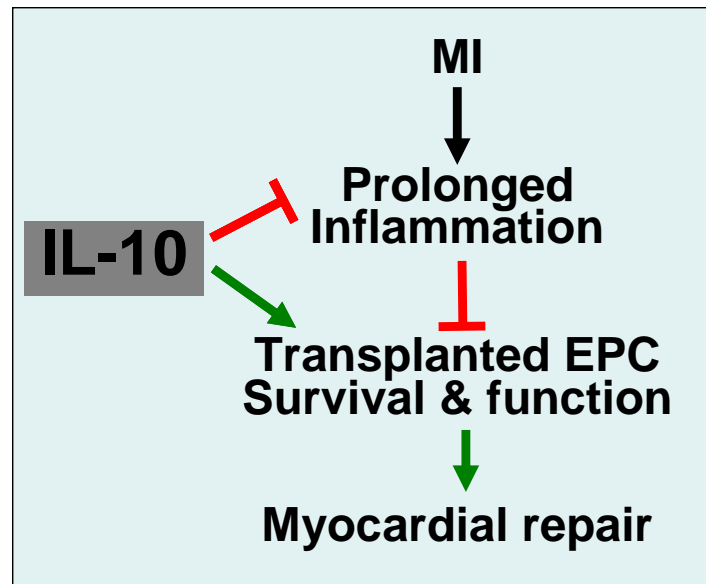 MI
Prolonged
Inflammation
IL-10
Transplanted EPC
Survival & function
Myocardial repair